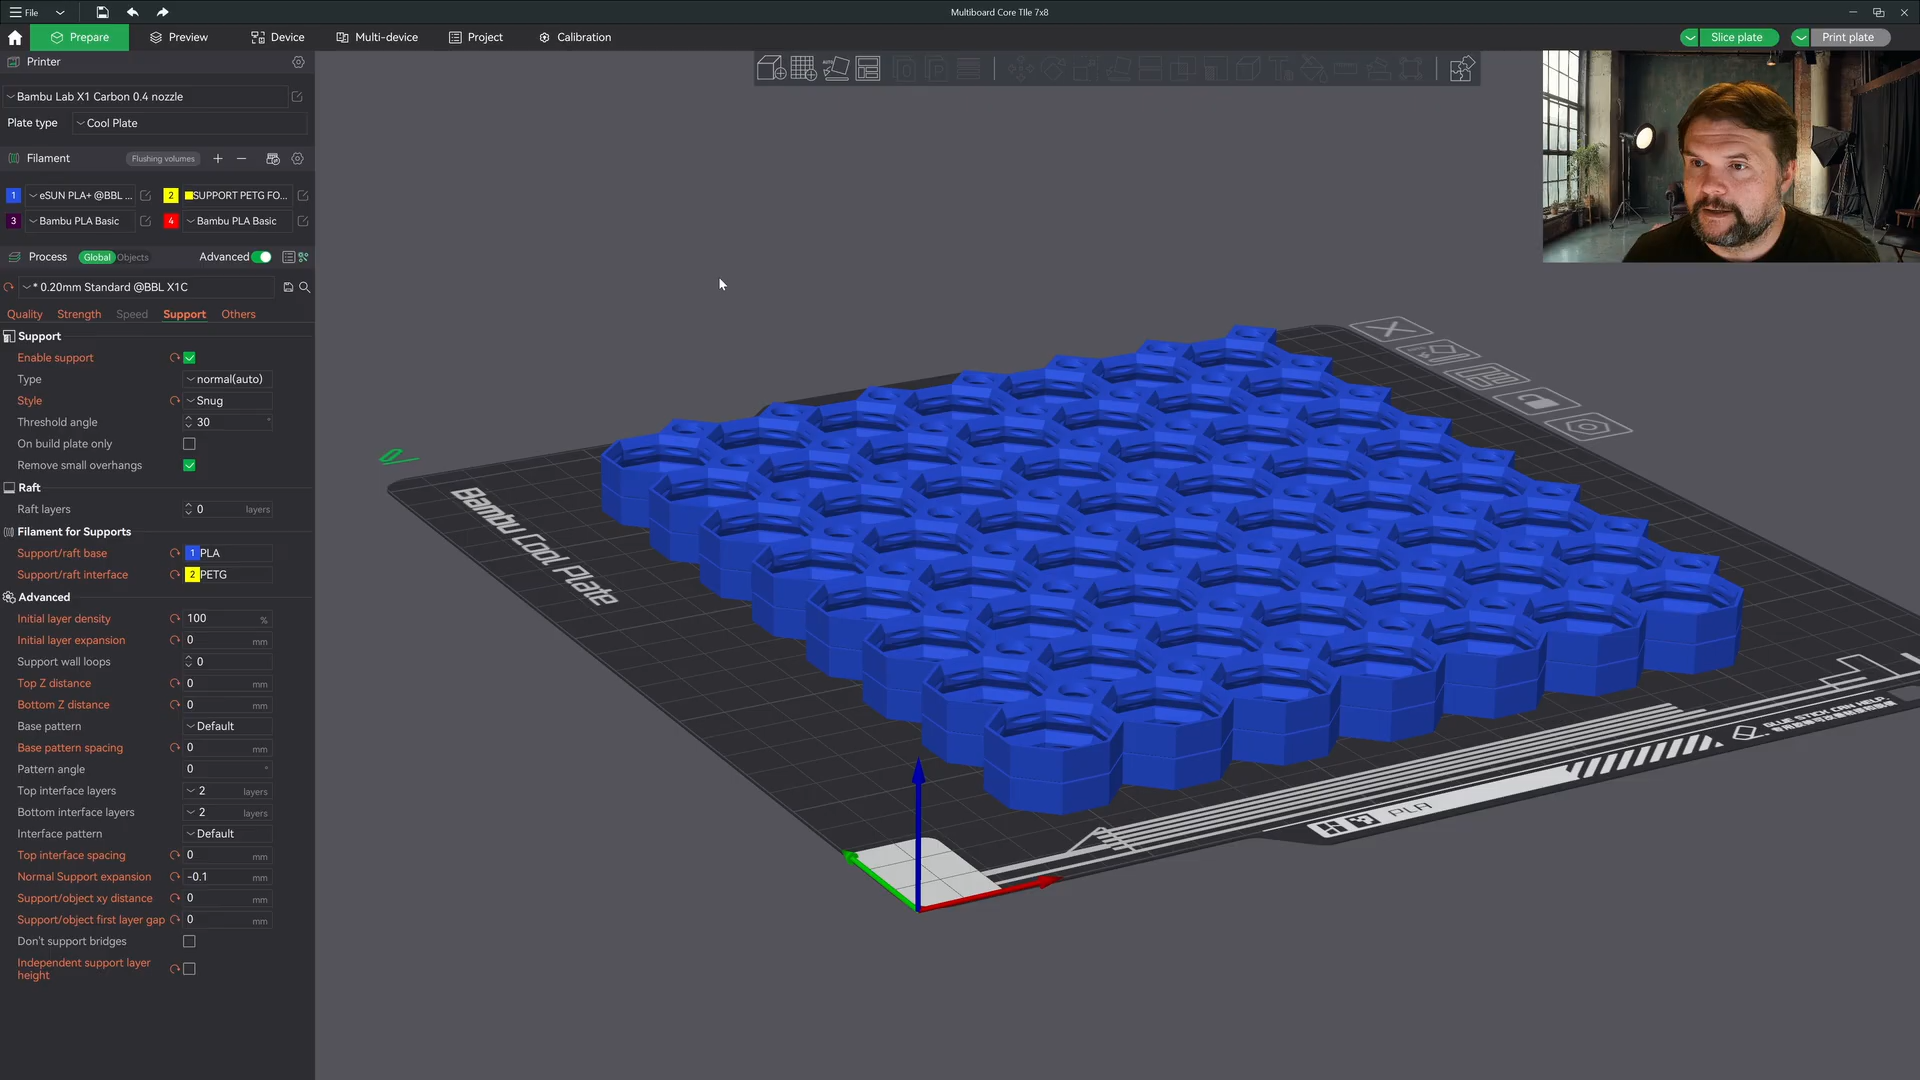 File
Multiboard Core TIle 7x8
Prepare
Preview
Device
Multi-device
Project
Calibration
Slice plate
Print plate
Printer
Bambu Lab X1 Carbon 0.4 nozzle
Plate type
Cool Plate
Filament
Flushing volumes
1
eSUN PLA+ @BBL ...
2
SUPPORT PETG FO...
3
Bambu PLA Basic
4
Bambu PLA Basic
Process
Global
Objects
Advanced
* 0.20mm Standard @BBL X1C
Quality
Strength
Speed
Support
Others
Support
Enable support
Type
normal(auto)
Style
Snug
Threshold angle
30
°
On build plate only
Remove small overhangs
Raft
Raft layers
0
layers
Filament for Supports
Support/raft base
1
PLA
Support/raft interface
2
PETG
Advanced
Initial layer density
100
%
Initial layer expansion
0
mm
Support wall loops
0
Top Z distance
0
mm
Bottom Z distance
0
mm
Base pattern
Default
Base pattern spacing
0
mm
Pattern angle
0
°
Top interface layers
2
layers
Bottom interface layers
2
layers
Interface pattern
Default
Top interface spacing
0
mm
Normal Support expansion
-0.1
mm
Support/object xy distance
0
mm
Support/object first layer gap
0
mm
Don't support bridges
Independent support layer
height
Bambu Cool Plate
PLA
GLUE STICK CAN HELP.